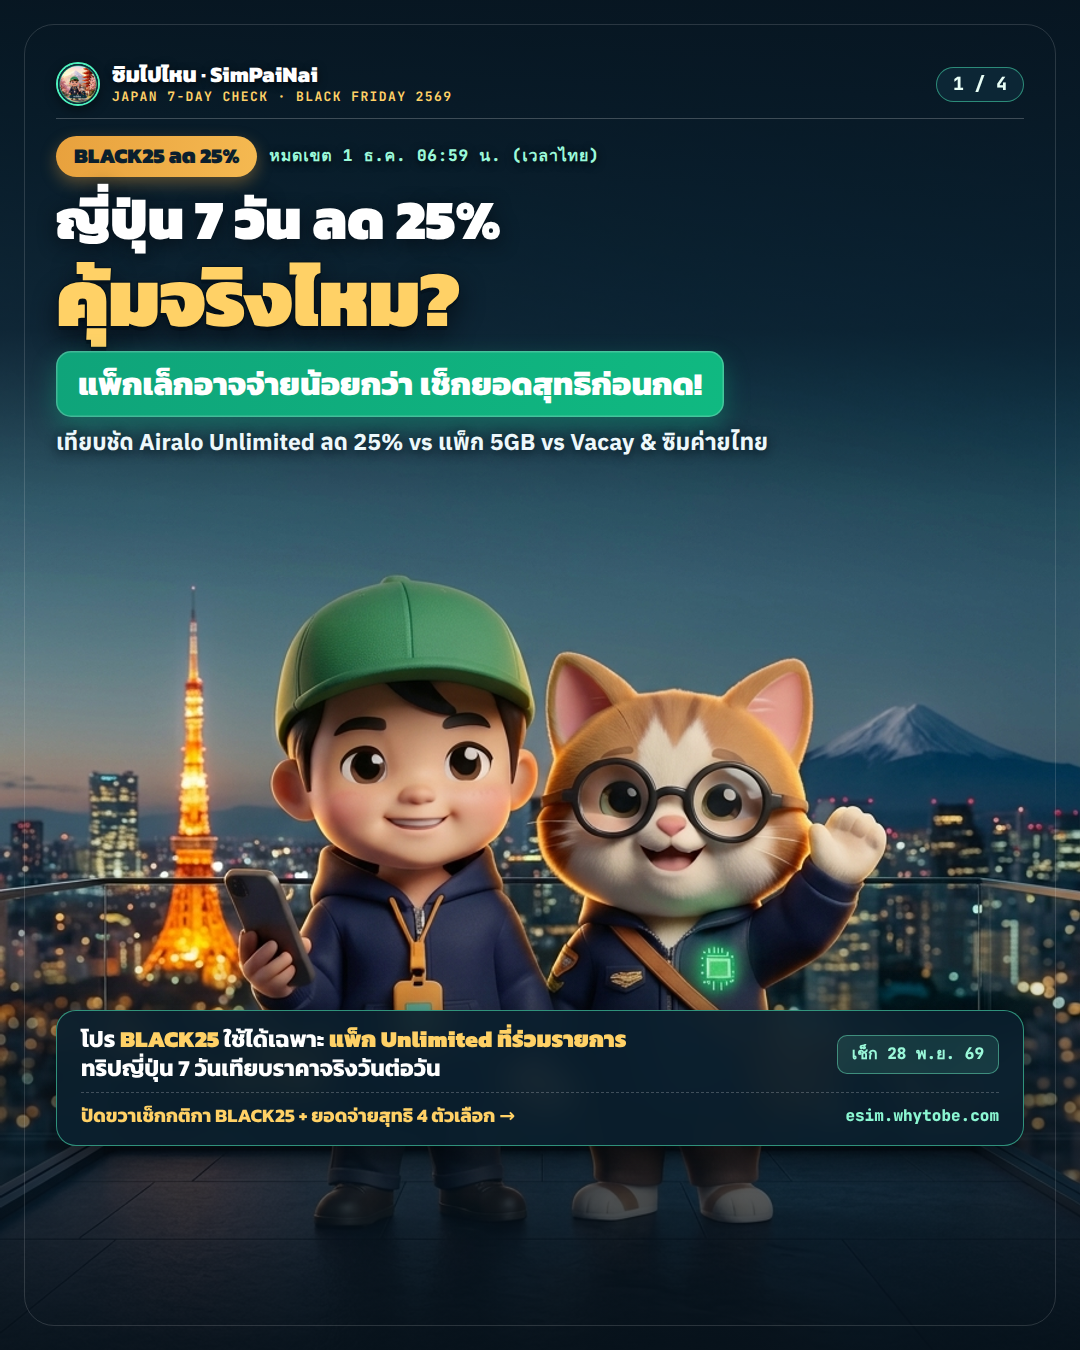 ซิมไปไหน · SimPaiNai
JAPAN 7-DAY CHECK · BLACK FRIDAY 2569
1 / 4
BLACK25 ลด 25%
หมดเขต 1 ธ.ค. 06:59 น. (เวลาไทย)
ญี่ปุ่น 7 วัน ลด 25%
คุ้มจริงไหม?
แพ็กเล็กอาจจ่ายน้อยกว่า เช็กยอดสุทธิก่อนกด!
เทียบชัด Airalo Unlimited ลด 25% vs แพ็ก 5GB vs Vacay & ซิมค่ายไทย
โปร BLACK25 ใช้ได้เฉพาะ แพ็ก Unlimited ที่ร่วมรายการ
ทริปญี่ปุ่น 7 วันเทียบราคาจริงวันต่อวัน
เช็ก 28 พ.ย. 69
ปัดขวาเช็กกติกา BLACK25 + ยอดจ่ายสุทธิ 4 ตัวเลือก →
esim.whytobe.com